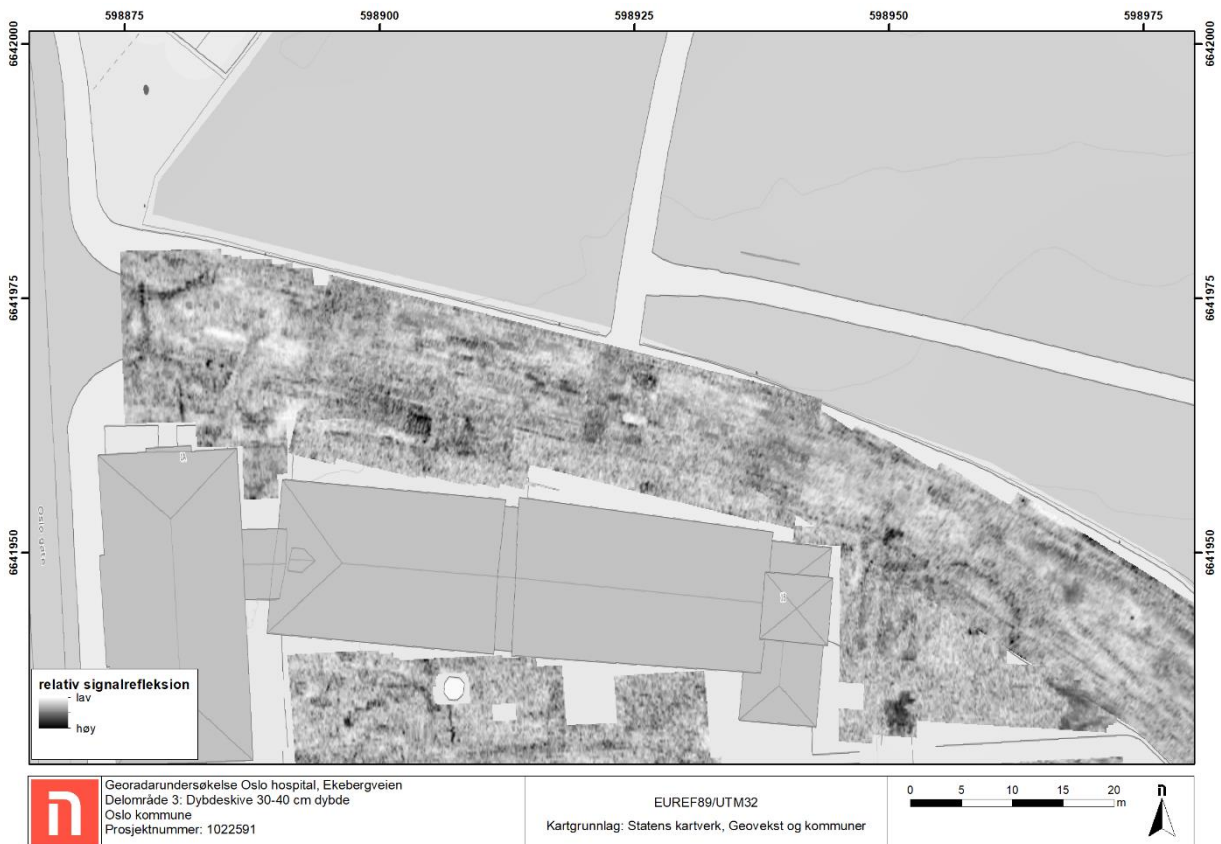 598875 598900 598925 598950 598975
6642000 6642000
6641975 6641975
6641950 6641950
Oslo gate
relativ signalrefleksion
lav
høy
Georadarundersøkelse Oslo hospital, Ekebergveien
Delområde 3: Dybdeskive 30-40 cm dybde
Oslo kommune
Prosjektnummer: 1022591
EUREF89/UTM32
Kartgrunnlag: Statens kartverk, Geovekst og kommuner
0 5 10 15 20
m